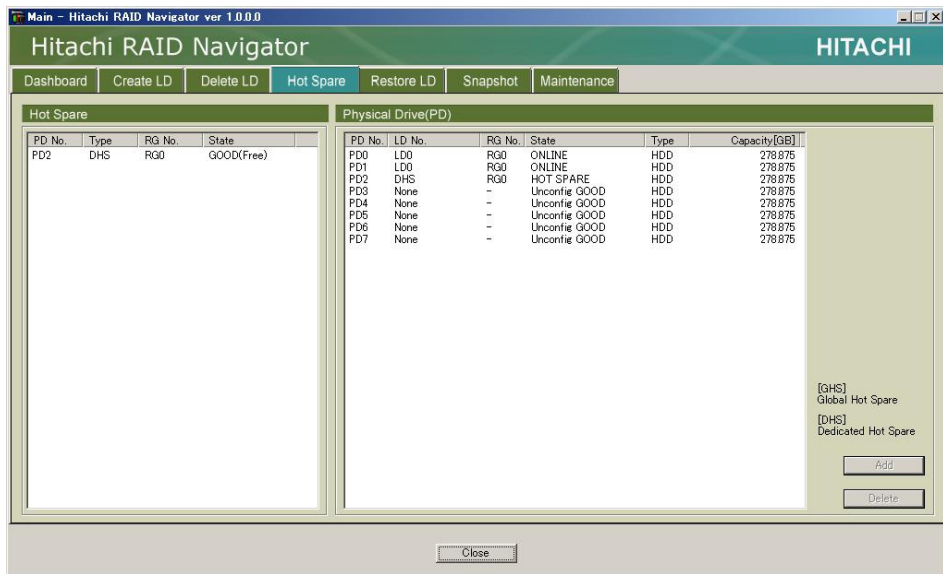 Main - Hitachi RAID Navigator ver 1.0.0.0
Hitachi RAID Navigator
HITACHI
Dashboard Create LD Delete LD Hot Spare Restore LD Snapshot Maintenance
Hot Spare
PD No. Type RG No. State
PD2 DHS RG0 GOOD(Free)
Physical Drive(PD)
PD No. LD No. RG No. State Type Capacity[GB]
PD0 LD0 RG0 ONLINE HDD 278.875
PD1 LD0 RG0 ONLINE HDD 278.875
PD2 DHS RG0 HOT SPARE HDD 278.875
PD3 None - Unconfig GOOD HDD 278.875
PD4 None - Unconfig GOOD HDD 278.875
PD5 None - Unconfig GOOD HDD 278.875
PD6 None - Unconfig GOOD HDD 278.875
PD7 None - Unconfig GOOD HDD 278.875
[GHS]
Global Hot Spare
[DHS]
Dedicated Hot Spare
Add
Delete
Close